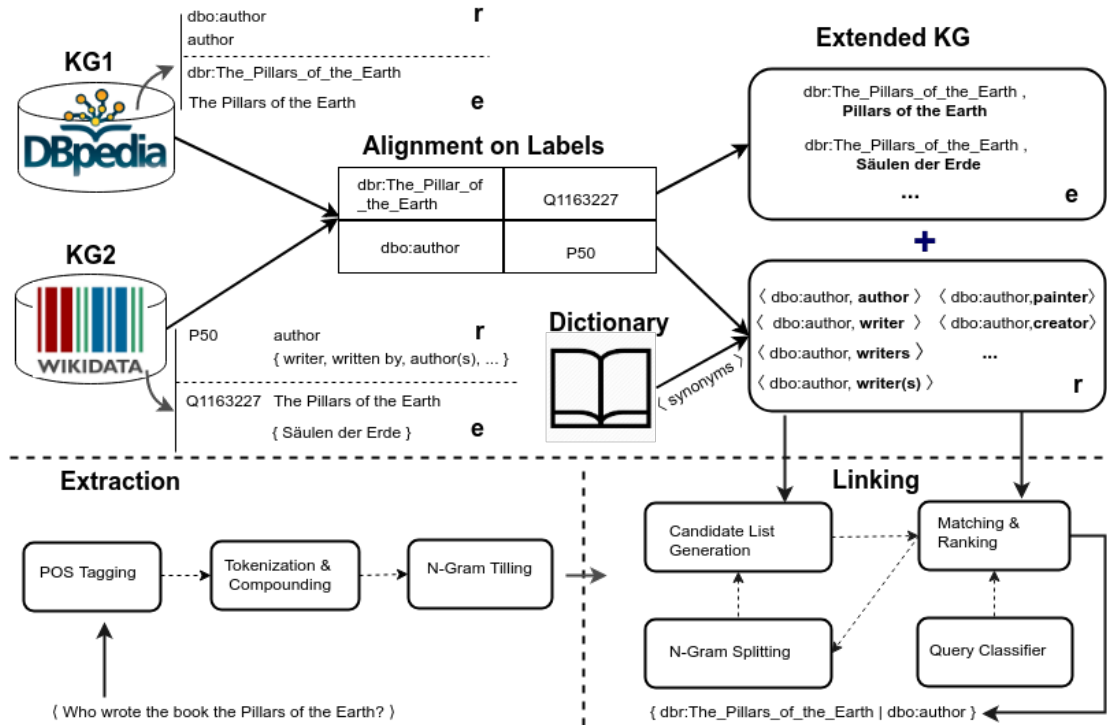 dbo:author
r
author
KG1
dbr:The_Pillars_of_the_Earth
The Pillars of the Earth
e
DBpedia
Extended KG
dbr:The_Pillars_of_the_Earth ,
Pillars of the Earth
dbr:The_Pillars_of_the_Earth ,
Säulen der Erde
...
e
+
Alignment on Labels
dbr:The_Pillar_of
_the_Earth
Q1163227
dbo:author
P50
KG2
WIKIDATA
P50
author
r
{ writer, written by, author(s), ... }
Q1163227
The Pillars of the Earth
{ Säulen der Erde }
e
Dictionary
⟨ synonyms ⟩
⟨ dbo:author, author ⟩
⟨ dbo:author,painter⟩
⟨ dbo:author, writer ⟩
⟨ dbo:author,creator⟩
⟨ dbo:author, writers ⟩
...
⟨ dbo:author, writer(s) ⟩
r
Extraction
POS Tagging
Tokenization &
Compounding
N-Gram Tilling
⟨ Who wrote the book the Pillars of the Earth? ⟩
Linking
Candidate List
Generation
Matching &
Ranking
N-Gram Splitting
Query Classifier
{ dbr:The_Pillars_of_the_Earth | dbo:author }